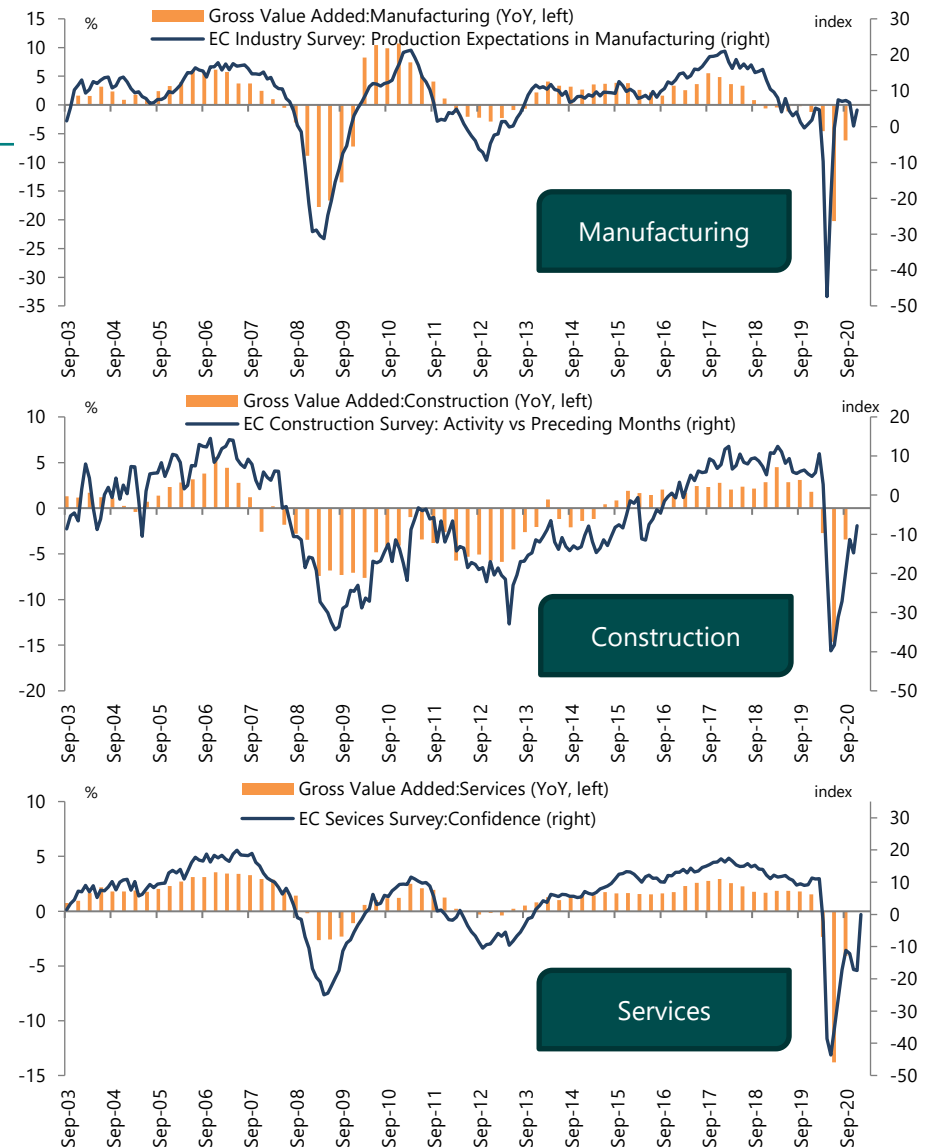 % Gross Value Added:Manufacturing (YoY, left) index
EC Industry Survey: Production Expectations in Manufacturing (right)
15 30
10 20
5 10
0 0
-5 -10
-10 -20
-15 -30
-20 -40
-25 -50
-30
-35
Manufacturing
Sep-03 Sep-04 Sep-05 Sep-06 Sep-07 Sep-08 Sep-09 Sep-10 Sep-11 Sep-12 Sep-13 Sep-14 Sep-15 Sep-16 Sep-17 Sep-18 Sep-19 Sep-20
% Gross Value Added:Construction (YoY, left) index
EC Construction Survey: Activity vs Preceding Months (right)
10 20
5 10
0 0
-5 -10
-10 -20
-15 -30
-20 -40
-50
Construction
Sep-03 Sep-04 Sep-05 Sep-06 Sep-07 Sep-08 Sep-09 Sep-10 Sep-11 Sep-12 Sep-13 Sep-14 Sep-15 Sep-16 Sep-17 Sep-18 Sep-19 Sep-20
% Gross Value Added:Services (YoY, left) index
EC Sevices Survey:Confidence (right)
10 30
5 20
0 10
-5 0
-10 -10
-15 -20
-30
-40
-50
Services
Sep-03 Sep-04 Sep-05 Sep-06 Sep-07 Sep-08 Sep-09 Sep-10 Sep-11 Sep-12 Sep-13 Sep-14 Sep-15 Sep-16 Sep-17 Sep-18 Sep-19 Sep-20